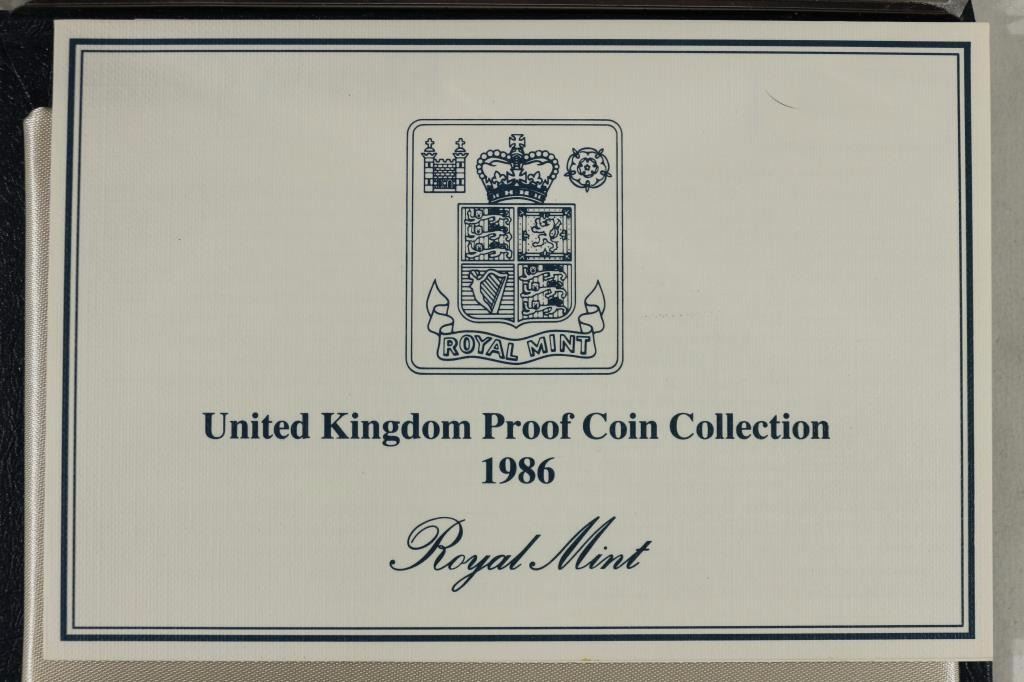 ROYAL MINT
United Kingdom Proof Coin Collection
1986
Royal Mint